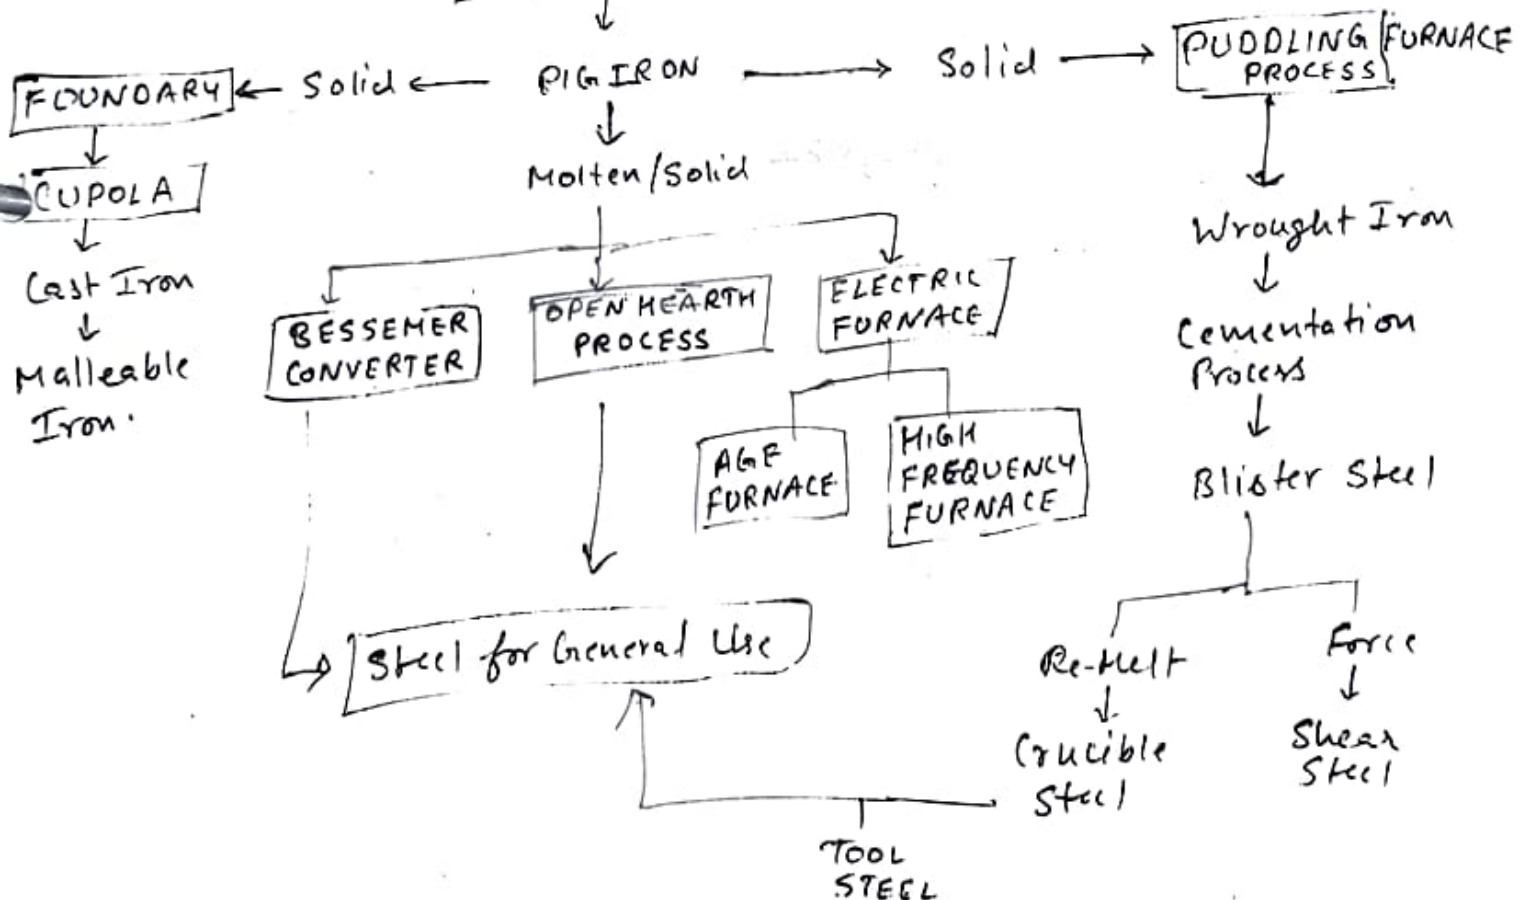 PIG IRON
Solid
Solid
PUDDLING FURNACE
PROCESS
FOUNDARY
CUPOLA
Cast Iron
Malleable
Iron.
Molten/Solid
BESSEMER
CONVERTER
OPEN HEARTH
PROCESS
ELECTRIC
FURNACE
AGE
FURNACE
HIGH
FREQUENCY
FURNACE
Wrought Iron
Cementation
Process
Blister Steel
Steel for General Use
Re-Melt
Crucible
Steel
Force
Shear
Steel
TOOL
STEEL